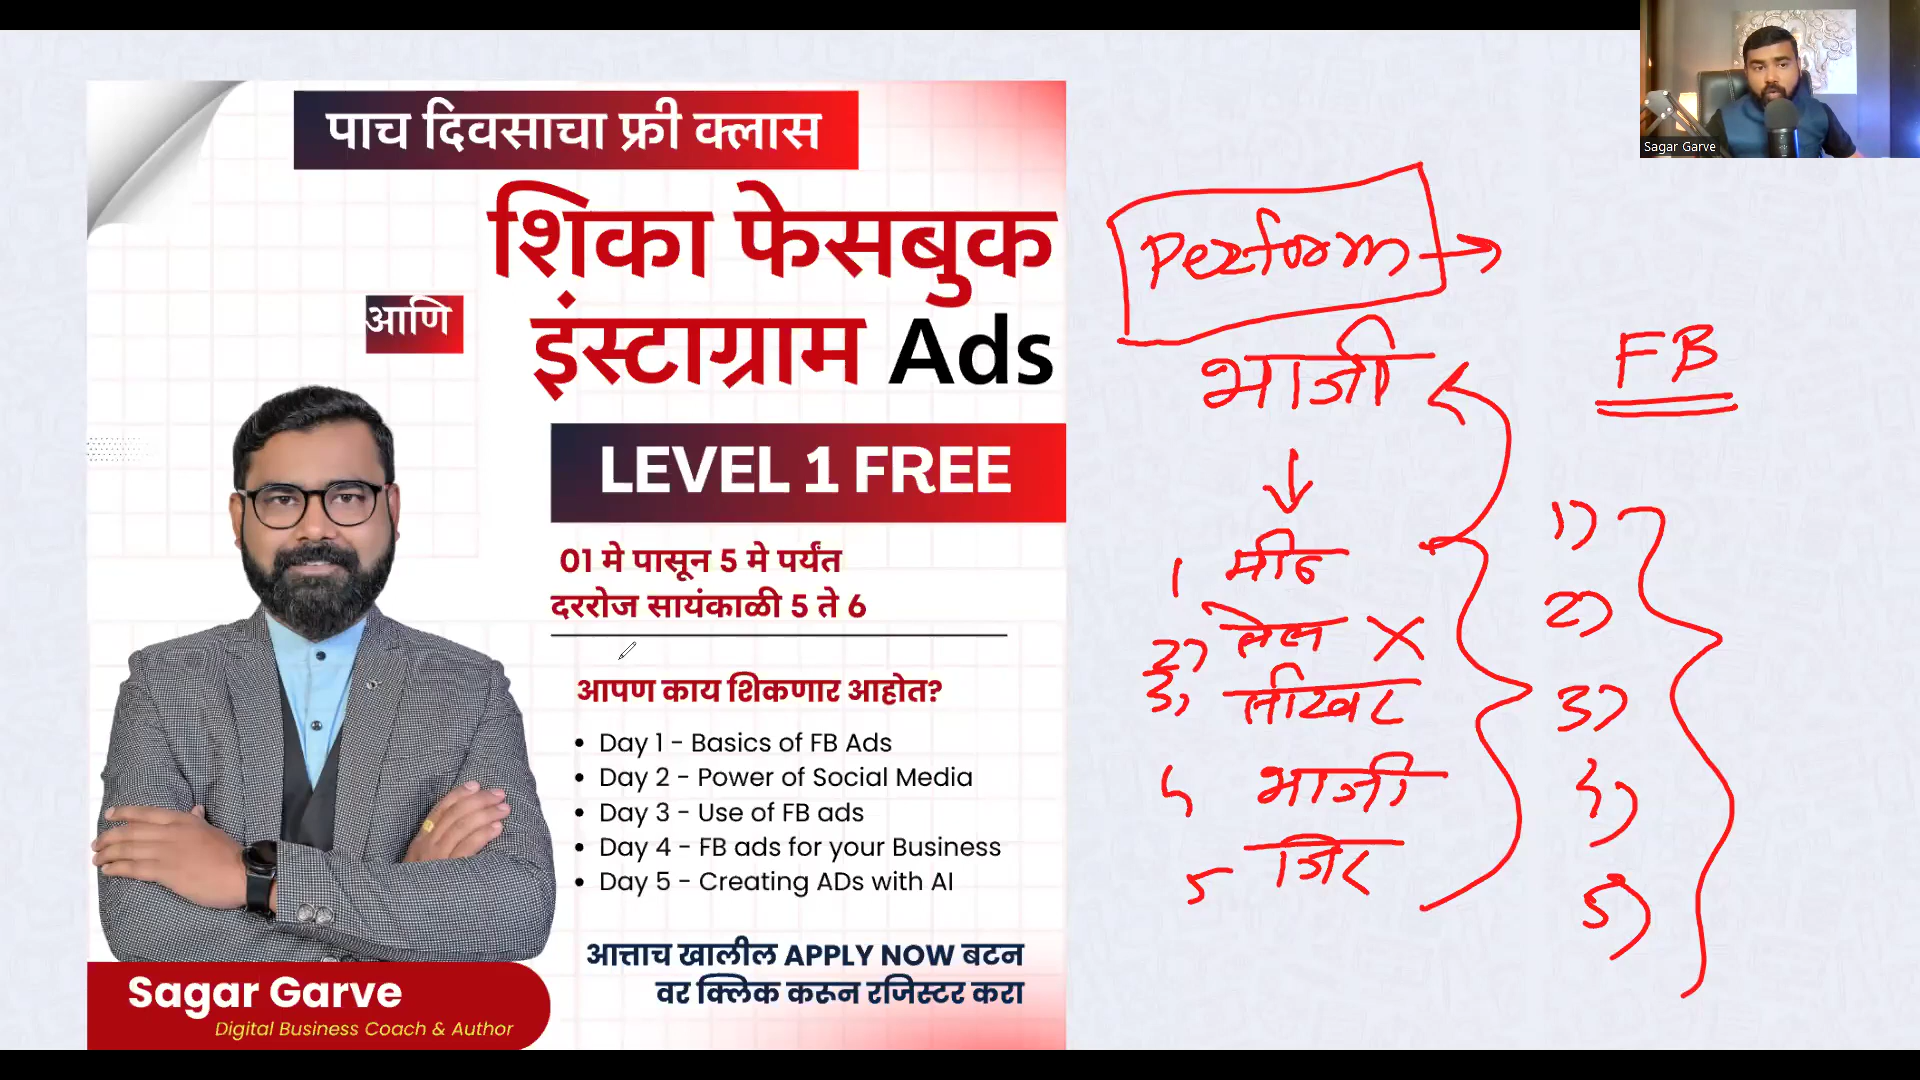 पाच दिवसाचा फ्री क्लास
शिका फेसबुक
आणि
इंस्टाग्राम Ads
LEVEL 1 FREE
01 मे पासून 5 मे पर्यंत
दररोज सायंकाळी 5 ते 6
आपण काय शिकणार आहोत?
• Day 1 - Basics of FB Ads
• Day 2 - Power of Social Media
• Day 3 - Use of FB ads
• Day 4 - FB ads for your Business
• Day 5 - Creating ADs with AI
आत्ताच खालील APPLY NOW बटन
वर क्लिक करून रजिस्टर करा
Sagar Garve
Digital Business Coach & Author
Perform →
भाजी
↓
1 मीठ
2) तेल X
3) तीखट
4 भाजी
5 जिर
FB
1)
2)
3)
4)
5)
Sagar Garve